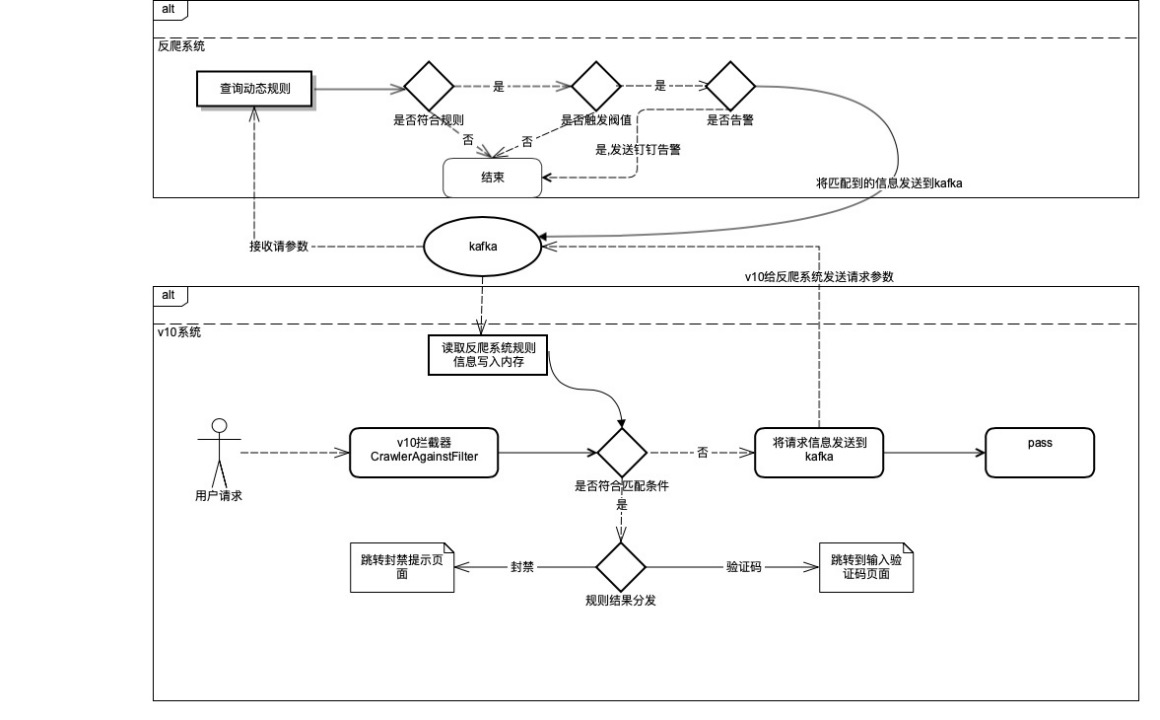 alt
反爬系统
查询动态规则
是
是
是否符合规则
是否触发阀值
是否告警
否
否
是,发送钉钉告警
结束
将匹配到的信息发送到kafka
接收请参数
kafka
v10给反爬系统发送请求参数
alt
v10系统
读取反爬系统规则
信息写入内存
v10拦截器
CrawlerAgainstFilter
否
将请求信息发送到
kafka
pass
用户请求
是否符合匹配条件
是
跳转封禁提示页
面
封禁
验证码
跳转到输入验
证码页面
规则结果分发